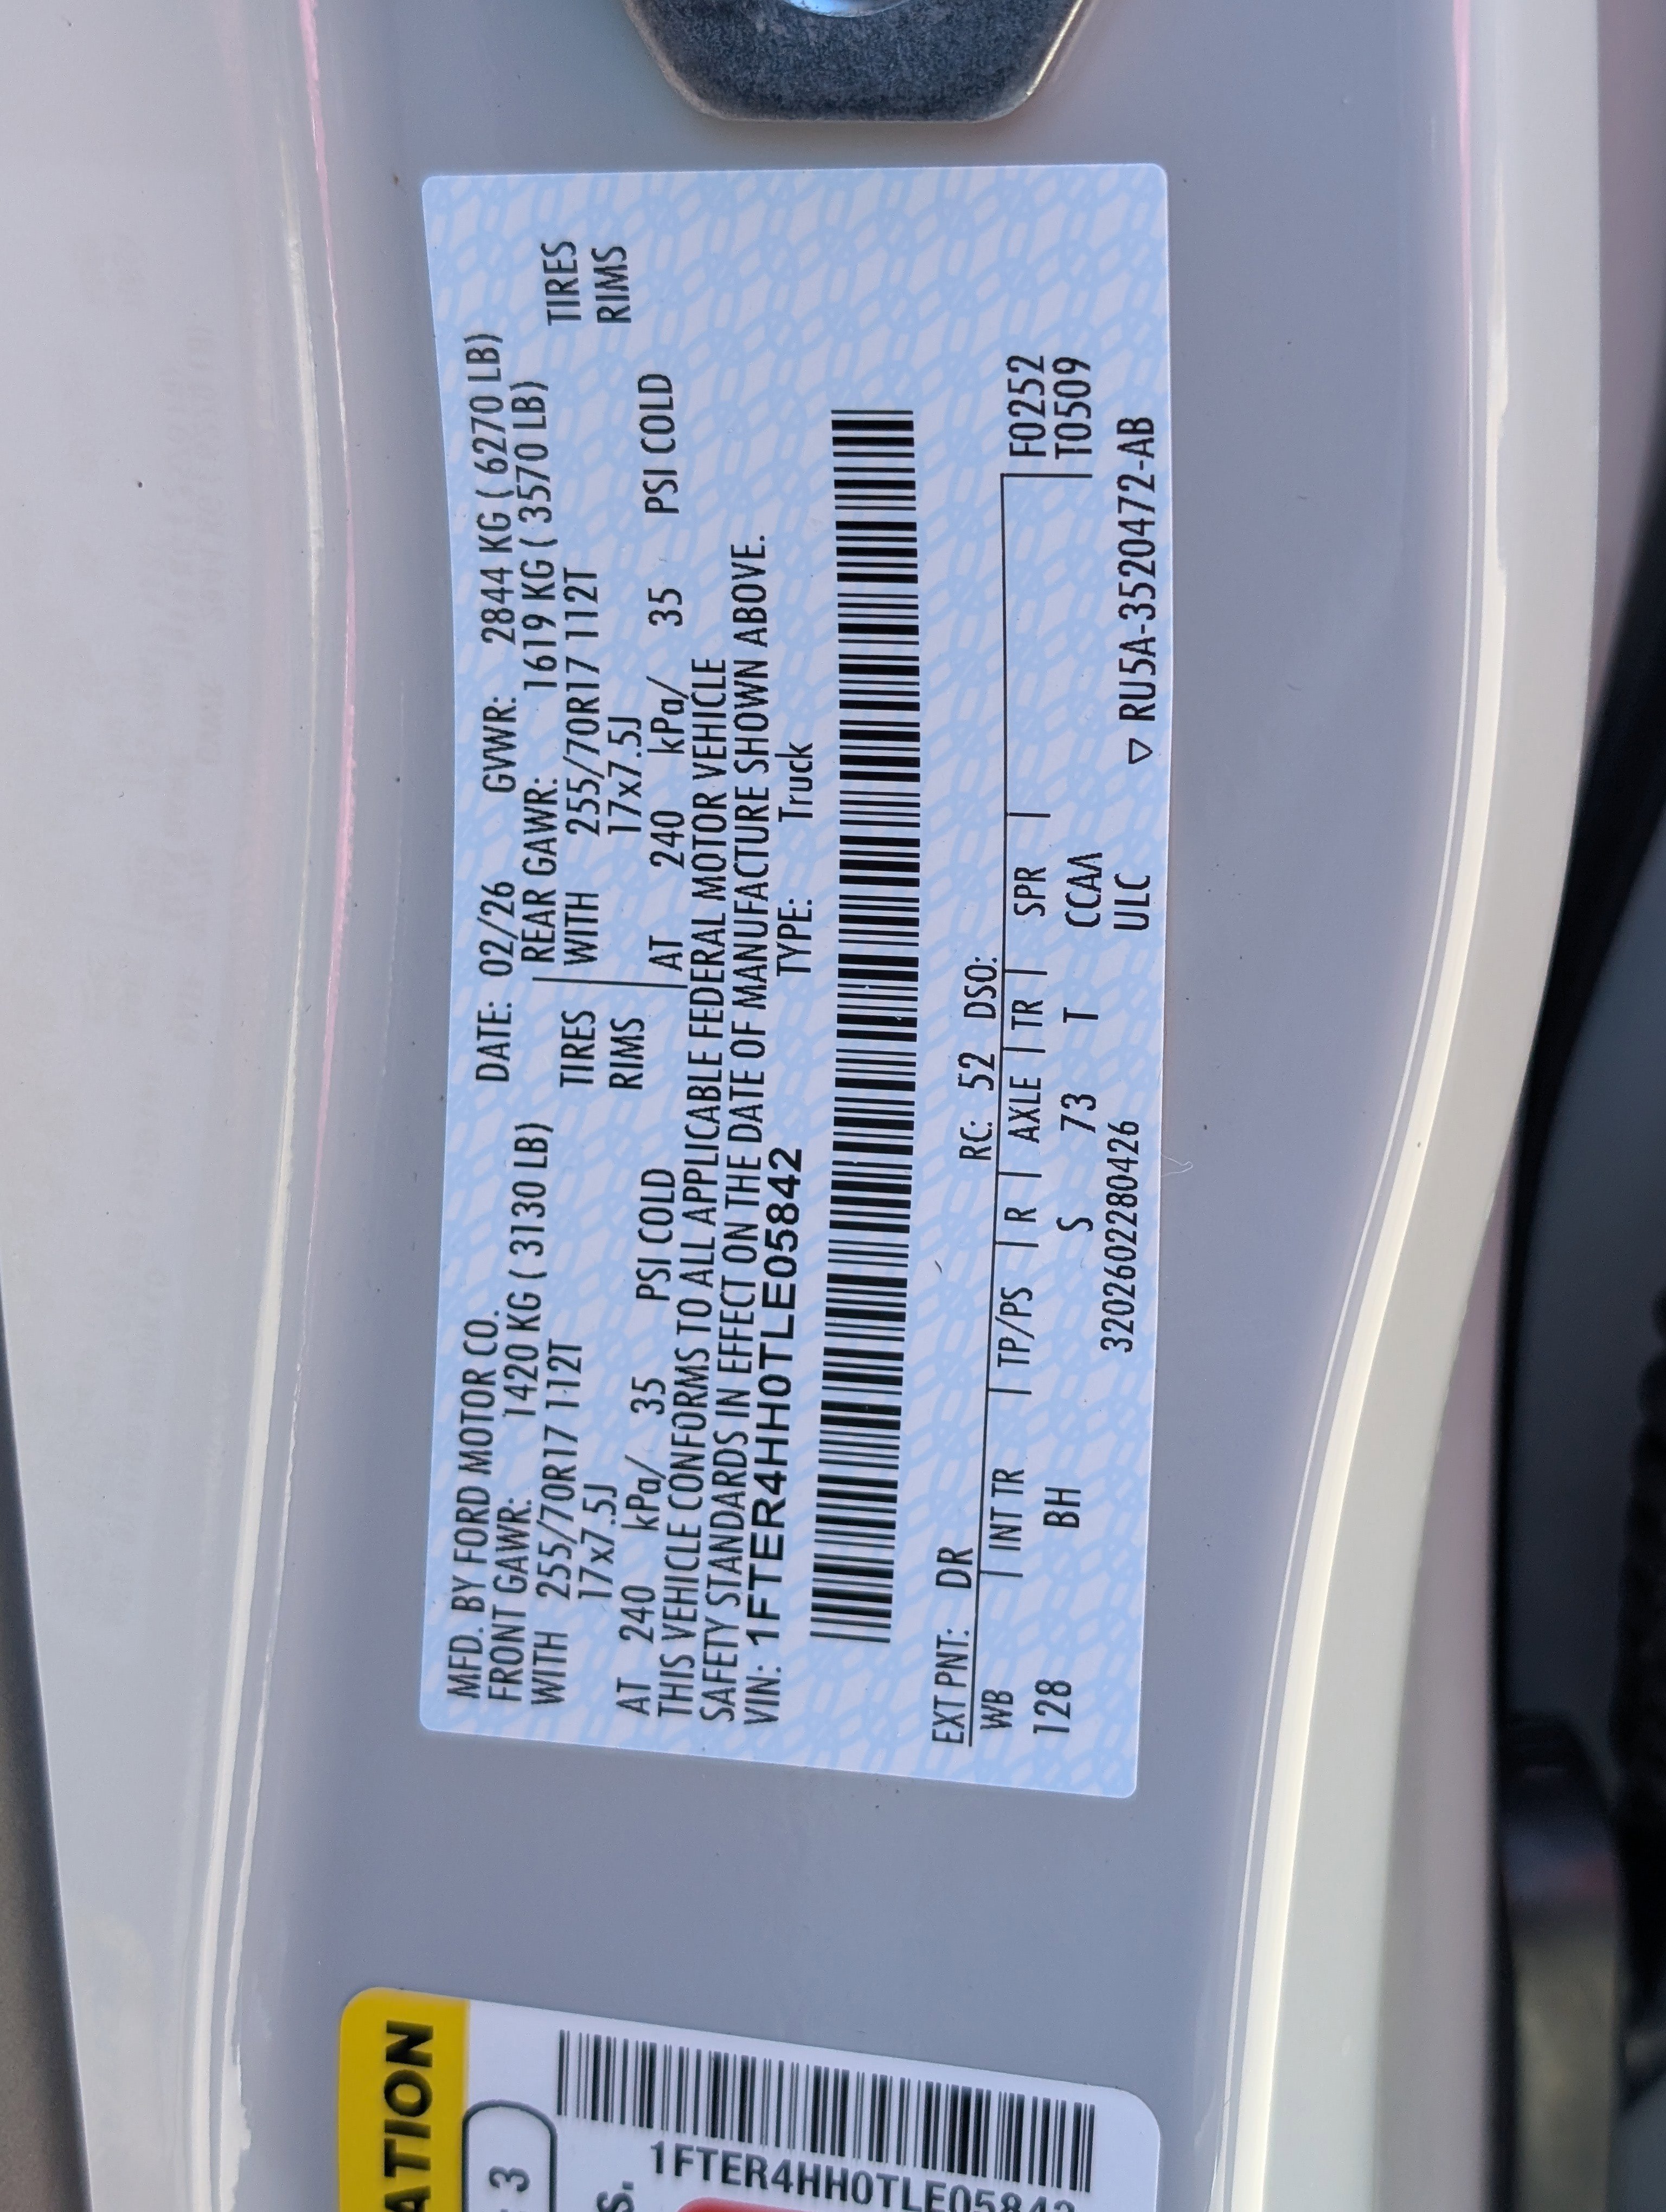 MFD. BY FORD MOTOR CO. DATE: 02/26 GVWR: 2844 KG ( 6270 LB)
FRONT GAWR: 1420 KG ( 3130 LB) REAR GAWR: 1619 KG ( 3570 LB)
WITH 255/70R17 112T TIRES WITH 255/70R17 112T TIRES
17x7.5J RIMS 17x7.5J RIMS
AT 240 kPa/ 35 PSI COLD AT 240 kPa/ 35 PSI COLD
THIS VEHICLE CONFORMS TO ALL APPLICABLE FEDERAL MOTOR VEHICLE
SAFETY STANDARDS IN EFFECT ON THE DATE OF MANUFACTURE SHOWN ABOVE.
VIN: 1FTER4HH0TLE05842 TYPE: Truck
EXT PNT: DR RC: 52 DSO:
WB | INT TR | TP/PS | R | AXLE | TR | SPR | F0252
128 BH S 73 T CCAA T0509
3202602280426 ULC ▽ RU5A-3520472-AB
ATION
3
S.
1FTER4HH0TLE05842